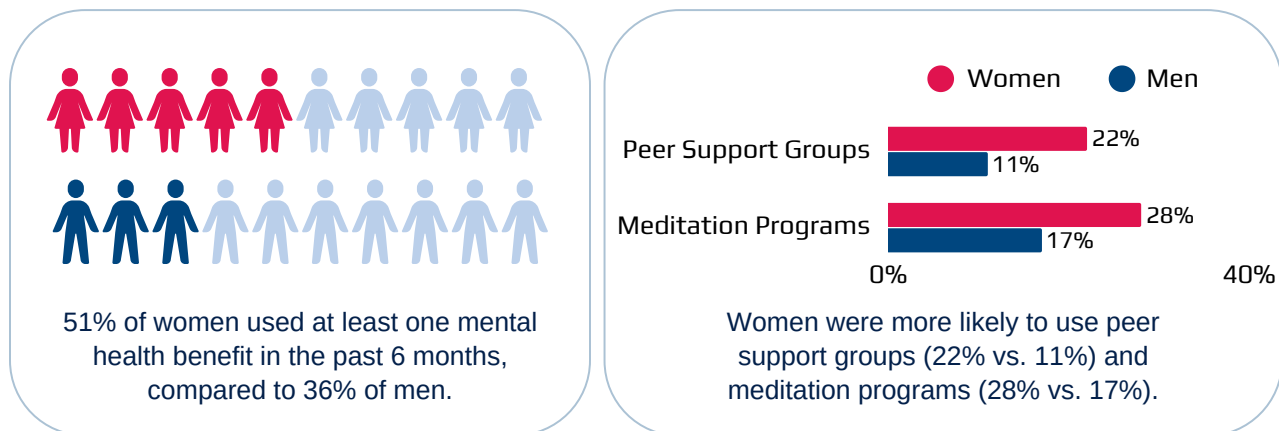 51% of women used at least one mental
health benefit in the past 6 months,
compared to 36% of men.
Women Men
Peer Support Groups 22%
11%
Meditation Programs 28%
17%
0% 40%
Women were more likely to use peer
support groups (22% vs. 11%) and
meditation programs (28% vs. 17%).